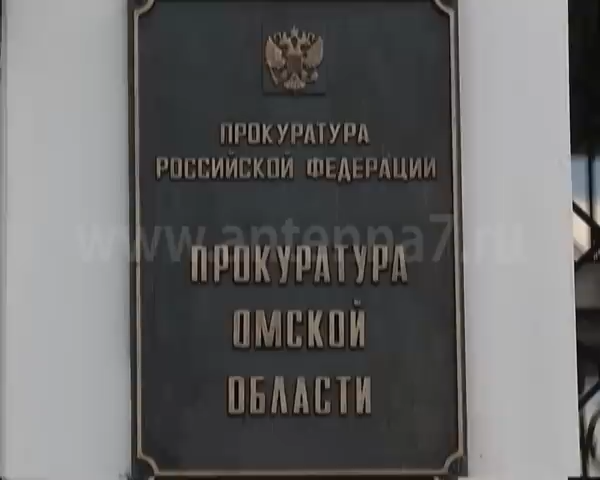 ПРОКУРАТУРА
РОССИЙСКОЙ ФЕДЕРАЦИИ
www.antenna7.ru
ПРОКУРАТУРА
ОМСКОЙ
ОБЛАСТИ